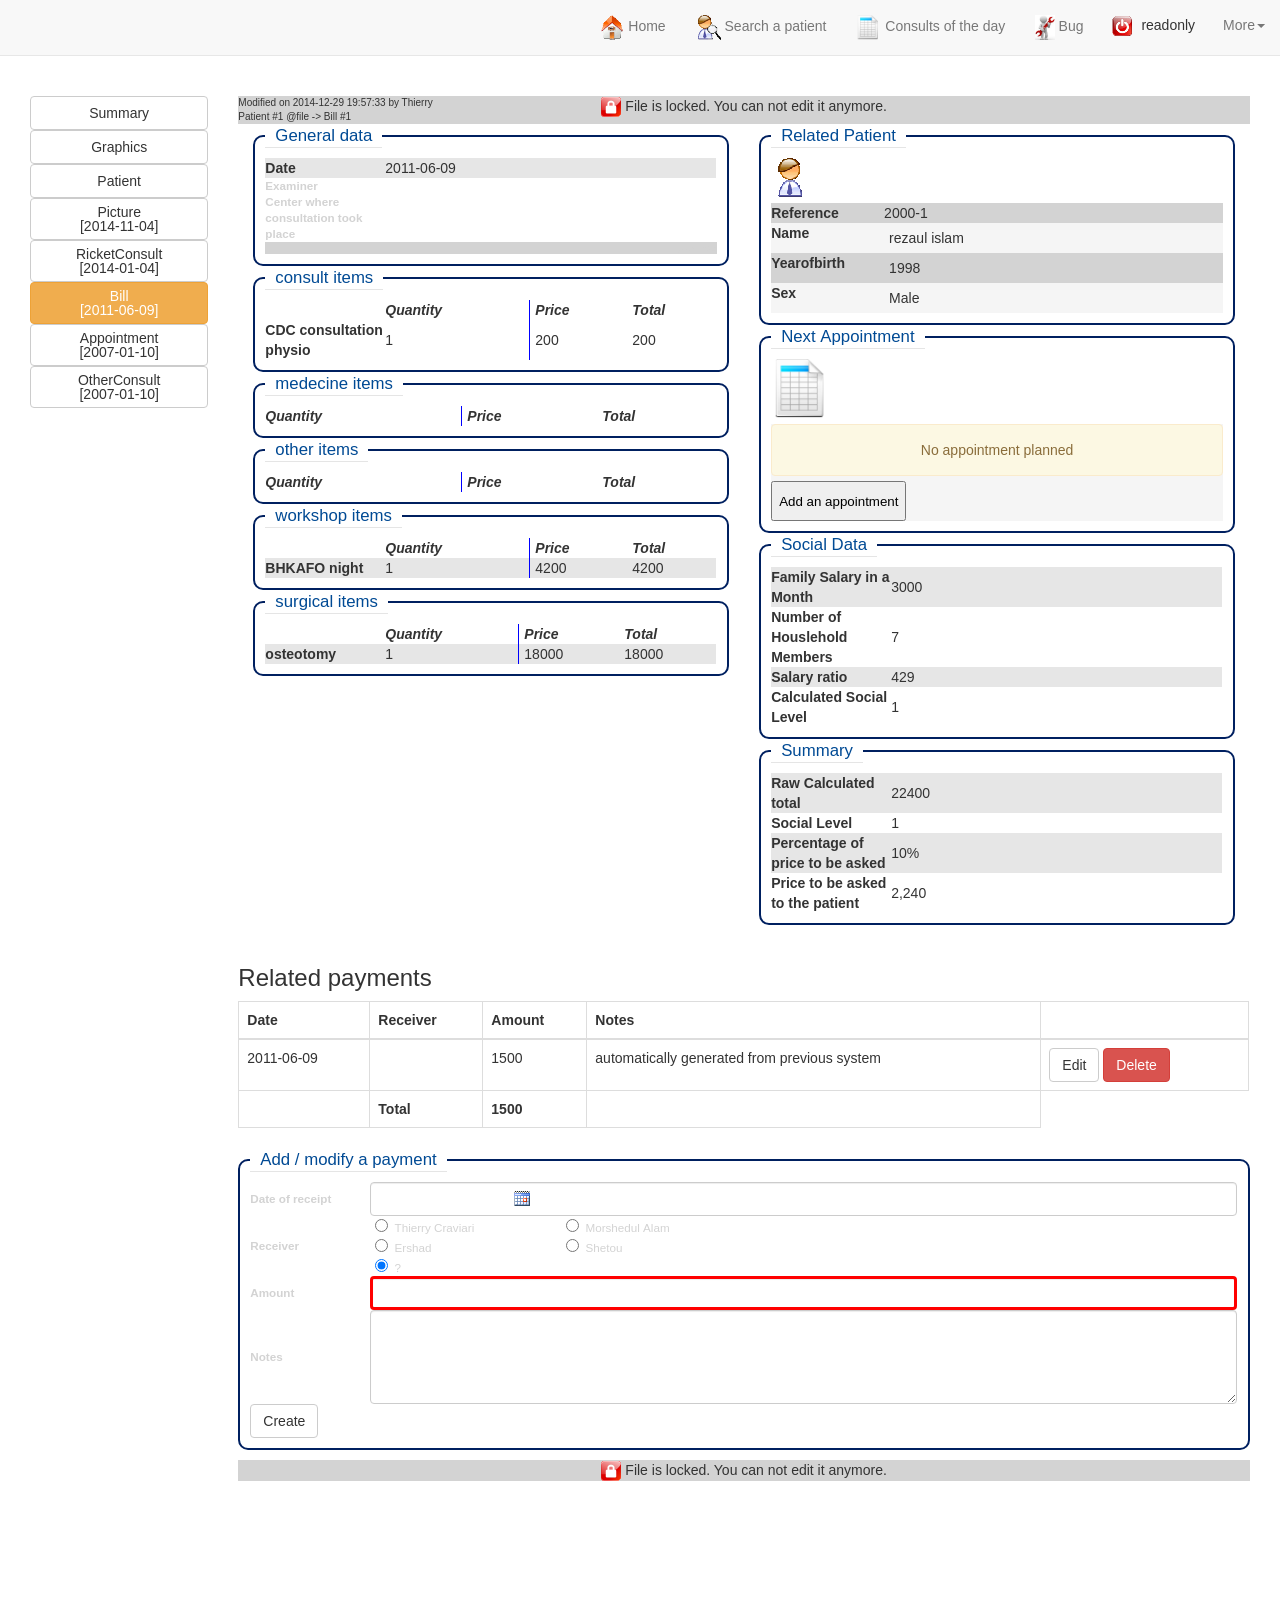 Home
Search a patient
Consults of the day
Bug
readonly
More
Summary
Graphics
Patient
Picture
[2014-11-04]
RicketConsult
[2014-01-04]
Bill
[2011-06-09]
Appointment
[2007-01-10]
OtherConsult
[2007-01-10]
Modified on 2014-12-29 19:57:33 by Thierry
Patient #1 @file -> Bill #1
File is locked. You can not edit it anymore.
General data
Date 2011-06-09
Examiner
Center where
consultation took
place
consult items
Quantity Price Total
CDC consultation
physio
1 200 200
medecine items
Quantity Price Total
other items
Quantity Price Total
workshop items
Quantity Price Total
BHKAFO night 1 4200 4200
surgical items
Quantity Price Total
osteotomy 1 18000 18000
Related Patient
Reference 2000-1
Name rezaul islam
Yearofbirth 1998
Sex Male
Next Appointment
No appointment planned
Add an appointment
Social Data
Family Salary in a
Month
3000
Number of
Houslehold
Members
7
Salary ratio 429
Calculated Social
Level
1
Summary
Raw Calculated
total
22400
Social Level 1
Percentage of
price to be asked
10%
Price to be asked
to the patient
2,240
Related payments
Date Receiver Amount Notes
2011-06-09 1500 automatically generated from previous system Edit Delete
Total 1500
Add / modify a payment
Date of receipt
Receiver
Thierry Craviari Morshedul Alam
Ershad Shetou
?
Amount
Notes
Create
File is locked. You can not edit it anymore.